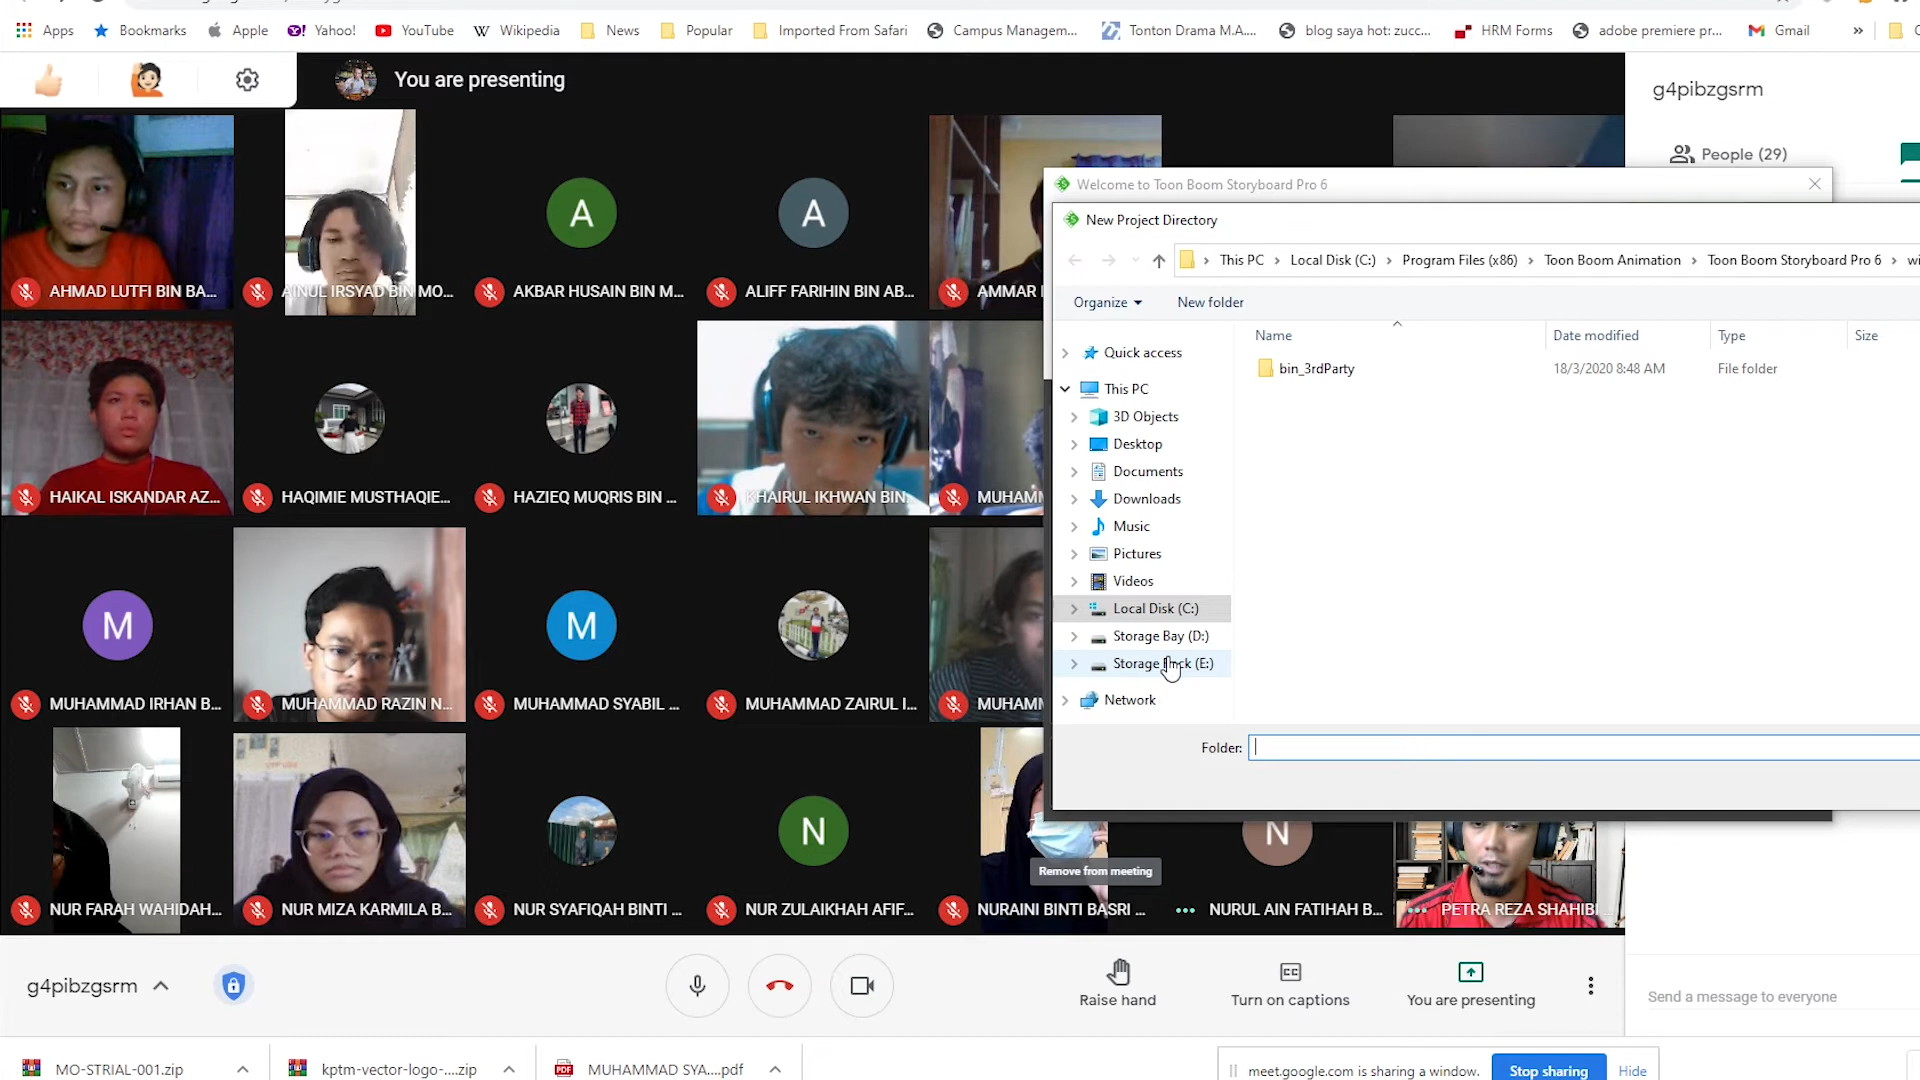 Apps
Bookmarks
Apple
Yahoo!
YouTube
Wikipedia
News
Popular
Imported From Safari
Campus Managem...
Tonton Drama M.A....
blog saya hot: zucc...
HRM Forms
adobe premiere pr...
Gmail
»
You are presenting
g4pibzgsrm
People (29)
Welcome to Toon Boom Storyboard Pro 6
New Project Directory
This PC
Local Disk (C:)
Program Files (x86)
Toon Boom Animation
Toon Boom Storyboard Pro 6
Organize
New folder
Name
Date modified
Type
Size
bin_3rdParty
18/3/2020 8:48 AM
File folder
Quick access
This PC
3D Objects
Desktop
Documents
Downloads
Music
Pictures
Videos
Local Disk (C:)
Storage Bay (D:)
Storage (E:)
Network
Folder:
A
A
AHMAD LUTFI BIN BA...
AINUL IRSYAD BIN MO...
AKBAR HUSAIN BIN M...
ALIFF FARIHIN BIN AB...
AMMAR
HAIKAL ISKANDAR AZ...
HAQIMIE MUSTHAQIE...
HAZIEQ MUQRIS BIN ...
KHAIRUL IKHWAN BIN...
MUHAMM
M
M
MUHAMMAD IRHAN B...
MUHAMMAD RAZIN N...
MUHAMMAD SYABIL ...
MUHAMMAD ZAIRUL I...
MUHAMM
N
N
Remove from meeting
NUR FARAH WAHIDAH...
NUR MIZA KARMILA B...
NUR SYAFIQAH BINTI ...
NUR ZULAIKHAH AFIF...
NURAINI BINTI BASRI ...
NURUL AIN FATIHAH B...
PETRA REZA SHAHIBI...
g4pibzgsrm
Raise hand
Turn on captions
You are presenting
Send a message to everyone
MO-STRIAL-001.zip
kptm-vector-logo-....zip
MUHAMMAD SYA....pdf
meet.google.com is sharing a window.
Stop sharing
Hide